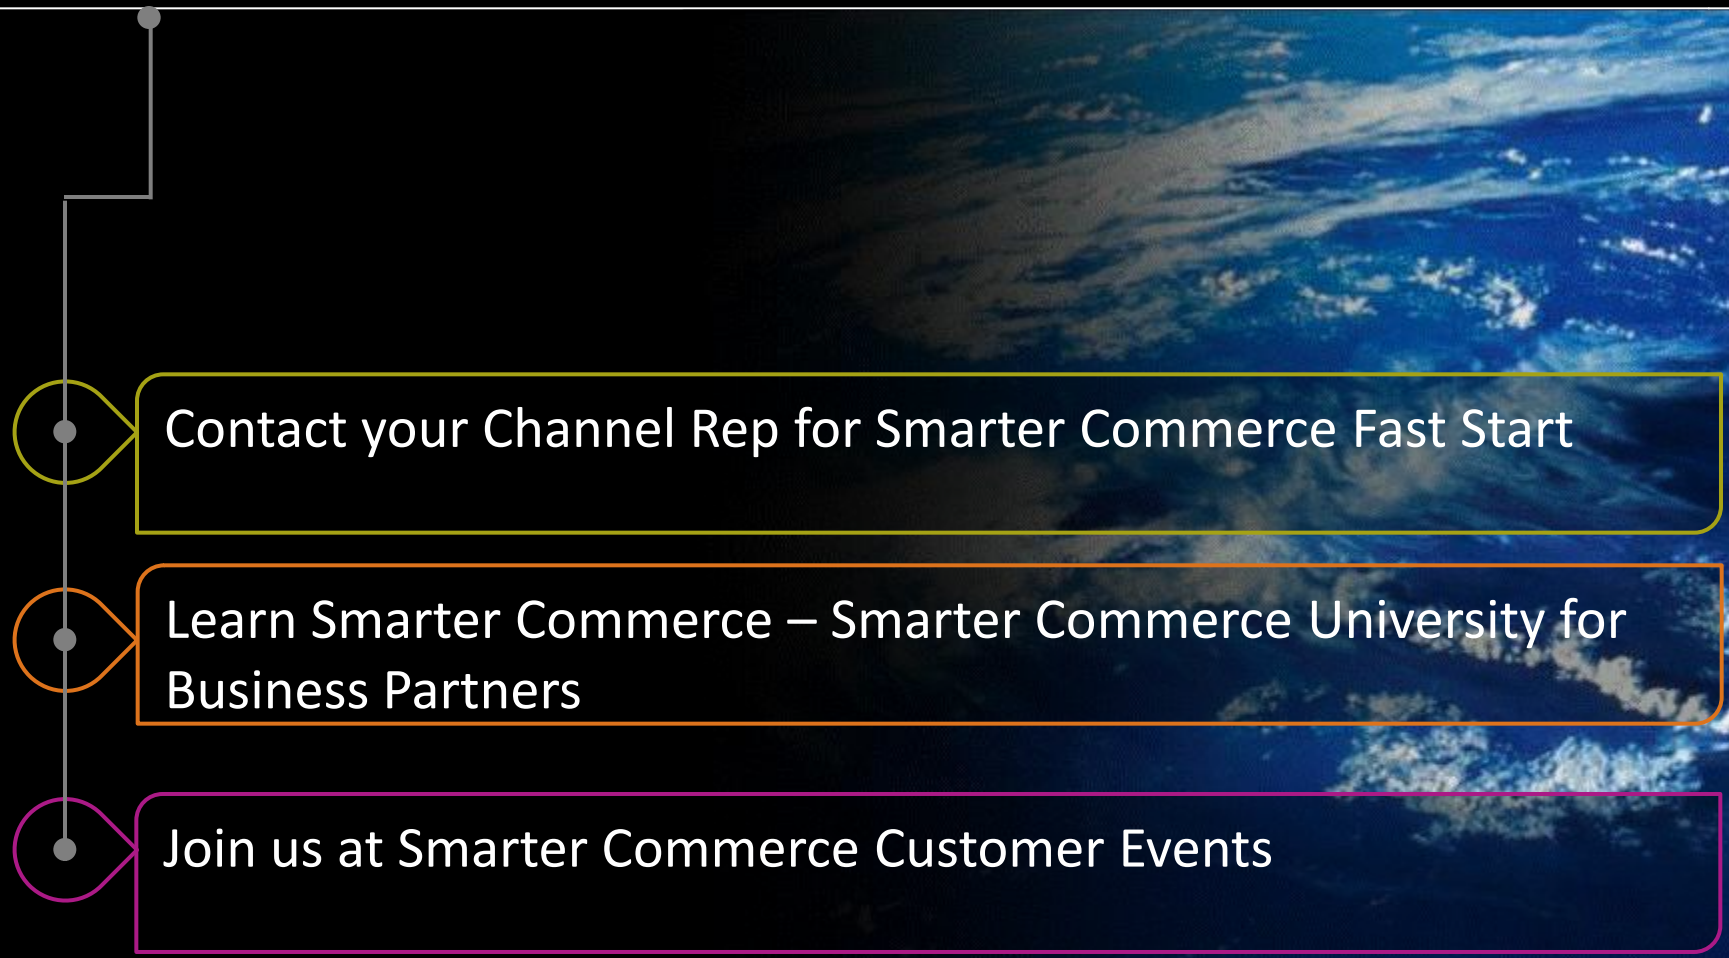 Contact your Channel Rep for Smarter Commerce Fast Start
Learn Smarter Commerce – Smarter Commerce University for
Business Partners
Join us at Smarter Commerce Customer Events